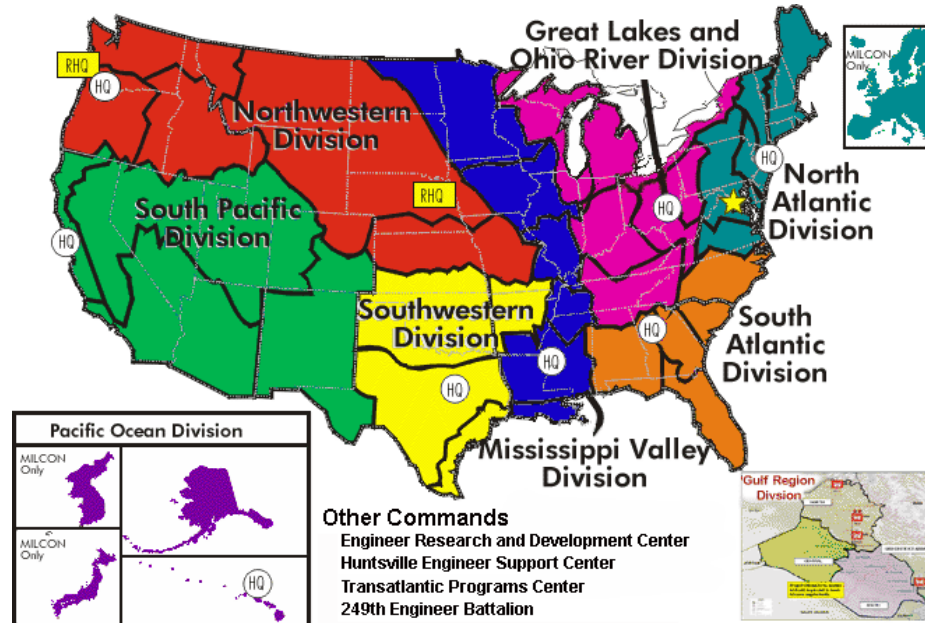 Great Lakes and
Ohio River Division
MILCON
Only
RHQ
HQ
Northwestern
Division
RHQ
HQ
HQ
North
Atlantic
Division
South Pacific
Division
HQ
Southwestern
Division
HQ
HQ
HQ
South
Atlantic
Division
Mississippi Valley
Division
Pacific Ocean Division
MILCON
Only
MILCON
Only
HQ
Other Commands
Engineer Research and Development Center
Huntsville Engineer Support Center
Transatlantic Programs Center
249th Engineer Battalion
Gulf Region
Division